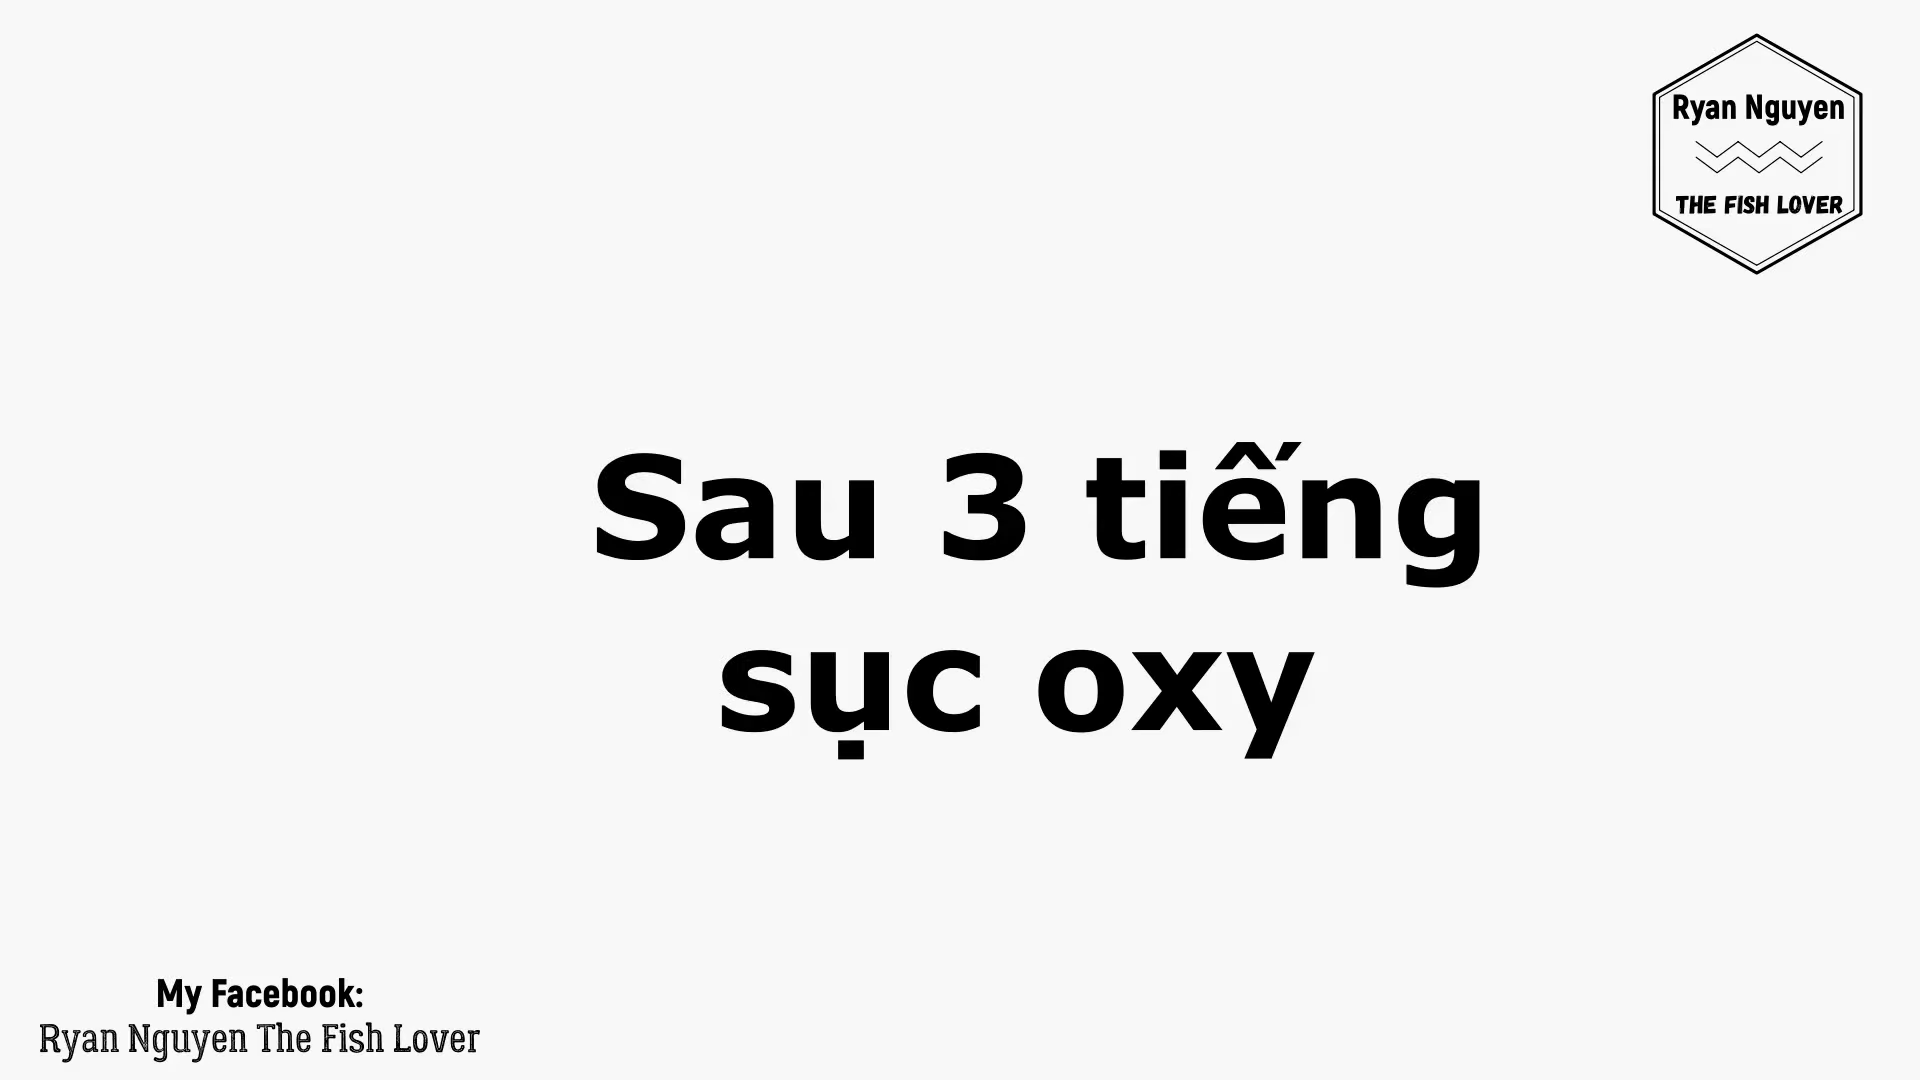 Ryan Nguyen
THE FISH LOVER
Sau 3 tiếng
sục oxy
My Facebook:
Ryan Nguyen The Fish Lover